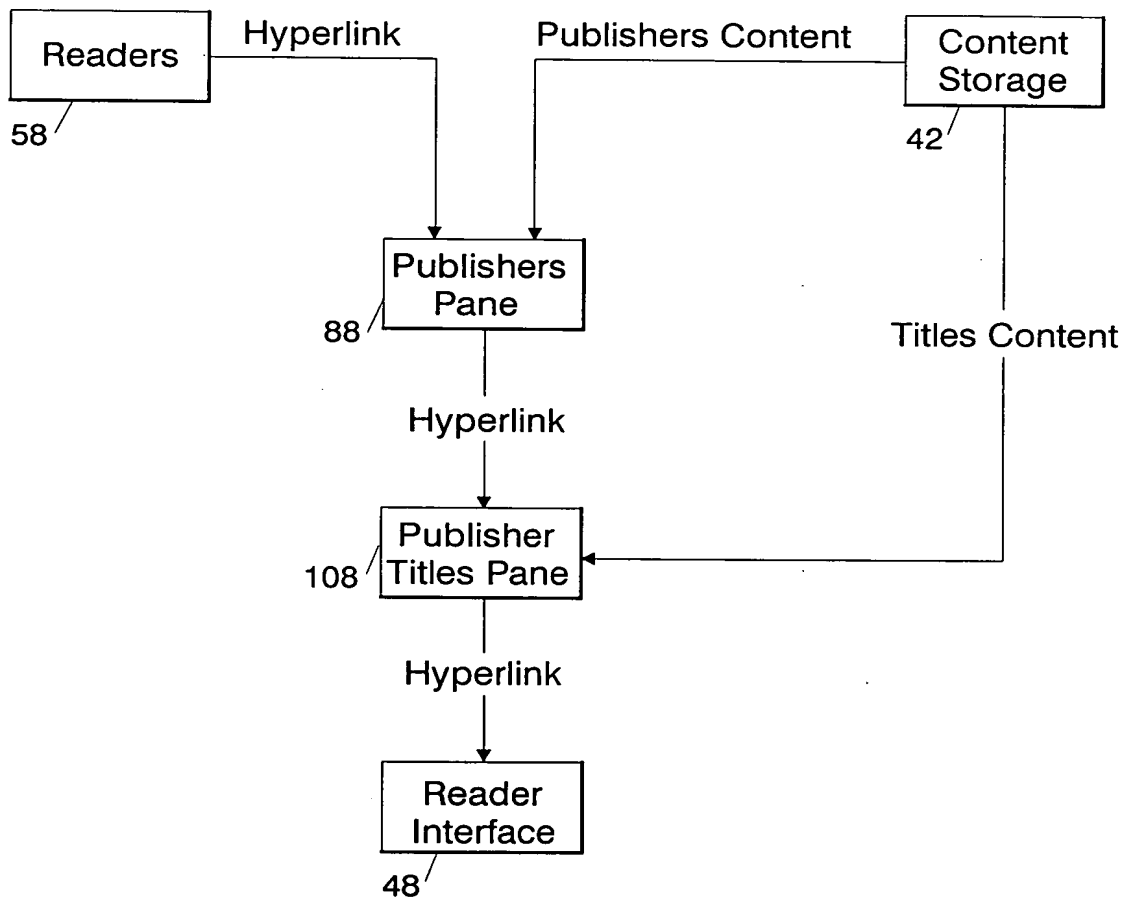 Readers
Hyperlink
Publishers Content
Content
Storage
58
42
Publishers
Pane
88
Titles Content
Hyperlink
Publisher
Titles Pane
108
Hyperlink
Reader
Interface
48